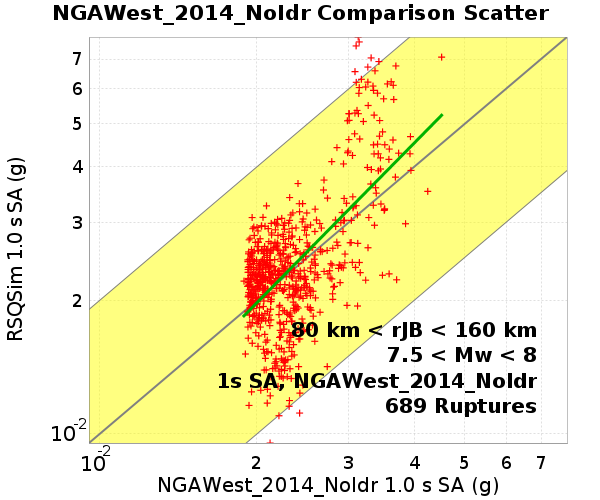 NGAWest_2014_NoIdr Comparison Scatter
7
6
5
4
3
2
10-2
RSQSim 1.0 s SA (g)
80 km < rJB < 160 km
7.5 < Mw < 8
1s SA, NGAWest_2014_NoIdr
689 Ruptures
10-2 2 3 4 5 6 7
NGAWest_2014_NoIdr 1.0 s SA (g)